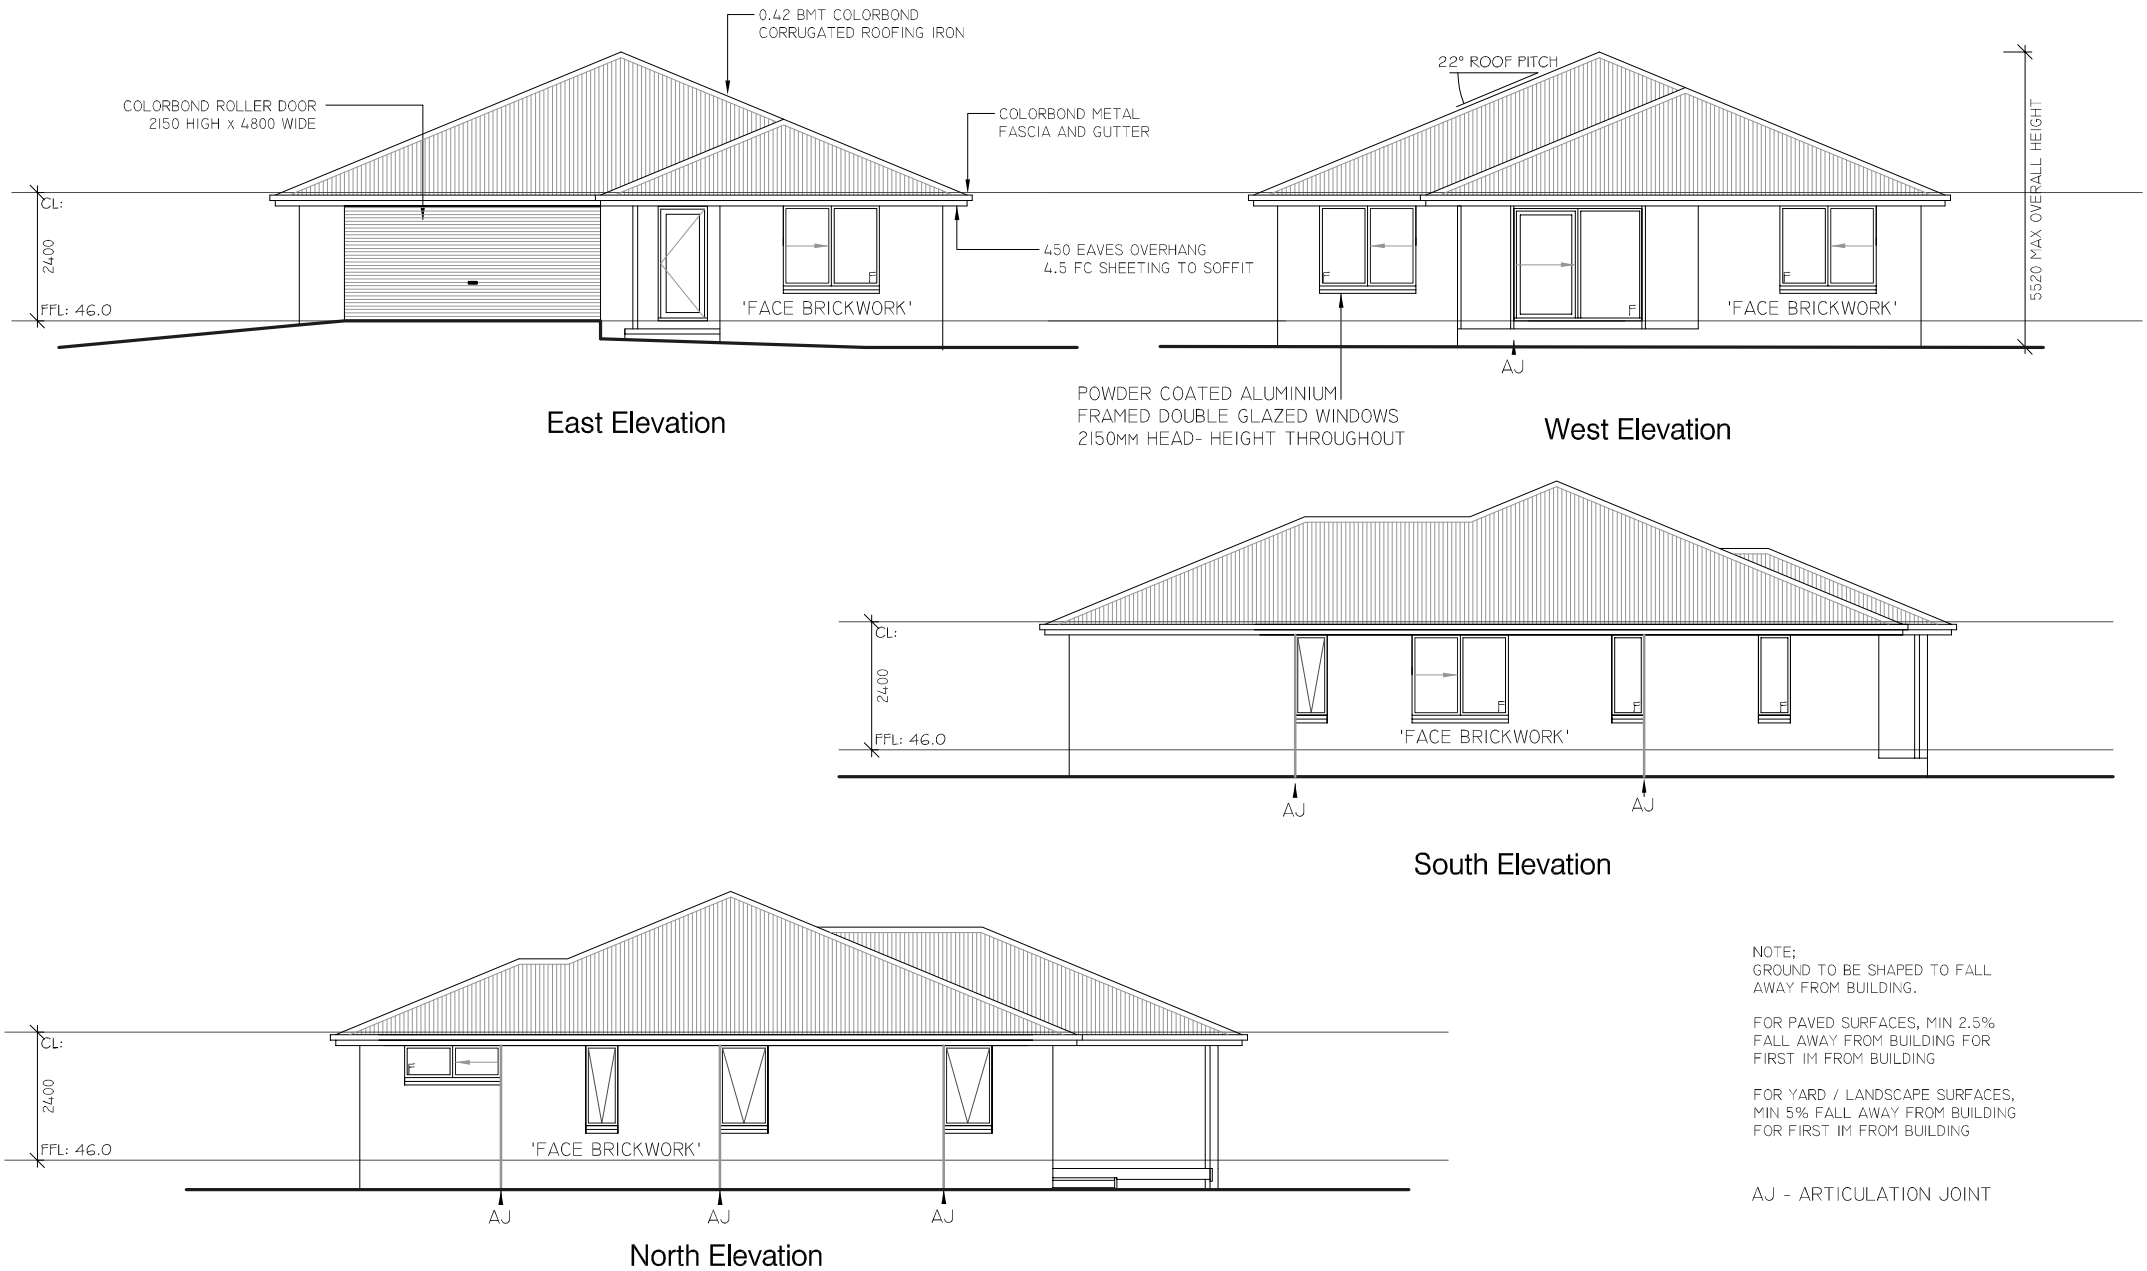 0.42 BMT COLORBOND
CORRUGATED ROOFING IRON
COLORBOND ROLLER DOOR
2150 HIGH x 4800 WIDE
COLORBOND METAL
FASCIA AND GUTTER
450 EAVES OVERHANG
4.5 FC SHEETING TO SOFFIT
CL:
2400
FFL: 46.0
F
'FACE BRICKWORK'
East Elevation
22° ROOF PITCH
5520 MAX OVERALL HEIGHT
F
F
F
'FACE BRICKWORK'
AJ
POWDER COATED ALUMINIUM
FRAMED DOUBLE GLAZED WINDOWS
2150MM HEAD- HEIGHT THROUGHOUT
West Elevation
CL:
2400
FFL: 46.0
F
F
F
'FACE BRICKWORK'
AJ
AJ
South Elevation
CL:
2400
FFL: 46.0
F
'FACE BRICKWORK'
AJ
AJ
AJ
North Elevation
NOTE;
GROUND TO BE SHAPED TO FALL
AWAY FROM BUILDING.
FOR PAVED SURFACES, MIN 2.5%
FALL AWAY FROM BUILDING FOR
FIRST 1M FROM BUILDING
FOR YARD / LANDSCAPE SURFACES,
MIN 5% FALL AWAY FROM BUILDING
FOR FIRST 1M FROM BUILDING
AJ - ARTICULATION JOINT